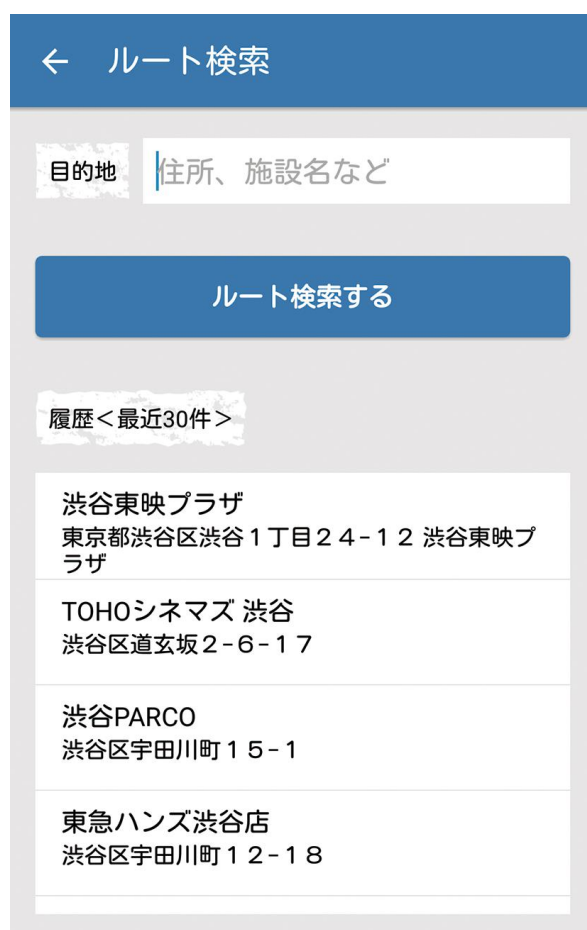 ← ルート検索
目的地 住所、施設名など
ルート検索する
履歴＜最近30件＞
渋谷東映プラザ
東京都渋谷区渋谷１丁目２４-１２ 渋谷東映プ
ラザ
TOHOシネマズ 渋谷
渋谷区道玄坂２-６-１７
渋谷PARCO
渋谷区宇田川町１５-１
東急ハンズ渋谷店
渋谷区宇田川町１２-１８